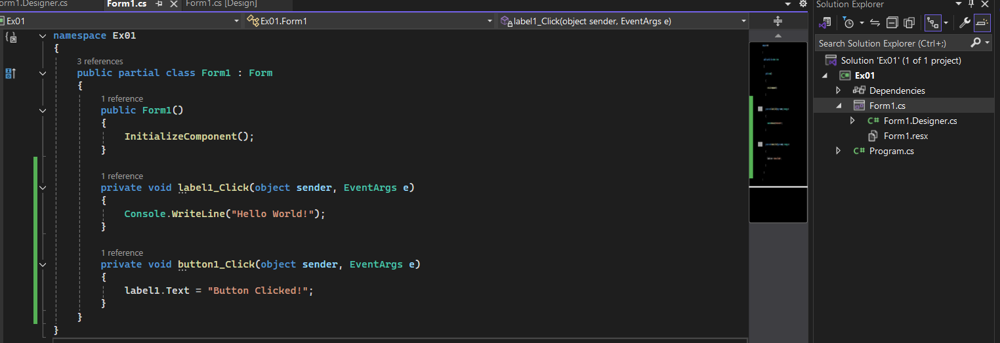 Form1.Designer.cs
Form1.cs
Form1.cs [Design]
Ex01
Ex01.Form1
label1_Click(object sender, EventArgs e)
namespace Ex01
{
3 references
public partial class Form1 : Form
{
1 reference
public Form1()
{
InitializeComponent();
}
1 reference
private void label1_Click(object sender, EventArgs e)
{
Console.WriteLine("Hello World!");
}
1 reference
private void button1_Click(object sender, EventArgs e)
{
label1.Text = "Button Clicked!";
}
}
}
Solution Explorer
Search Solution Explorer (Ctrl+;)
Solution 'Ex01' (1 of 1 project)
C# Ex01
Dependencies
Form1.cs
C# Form1.Designer.cs
Form1.resx
C# Program.cs